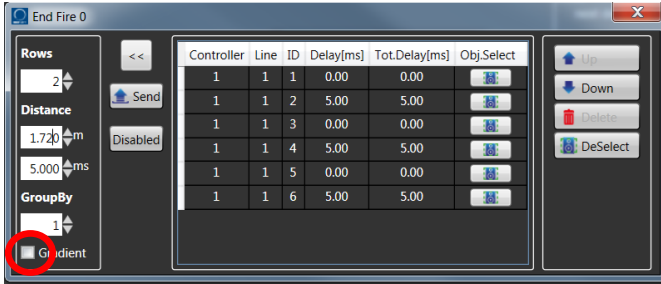 End Fire 0
Rows
2
Distance
1.720 m
5.000 ms
GroupBy
1
Gradient
<<
Send
Disabled
Controller Line ID Delay[ms] Tot.Delay[ms] Obj.Select
1 1 1 0.00 0.00
1 1 2 5.00 5.00
1 1 3 0.00 0.00
1 1 4 5.00 5.00
1 1 5 0.00 0.00
1 1 6 5.00 5.00
Up
Down
Delete
DeSelect